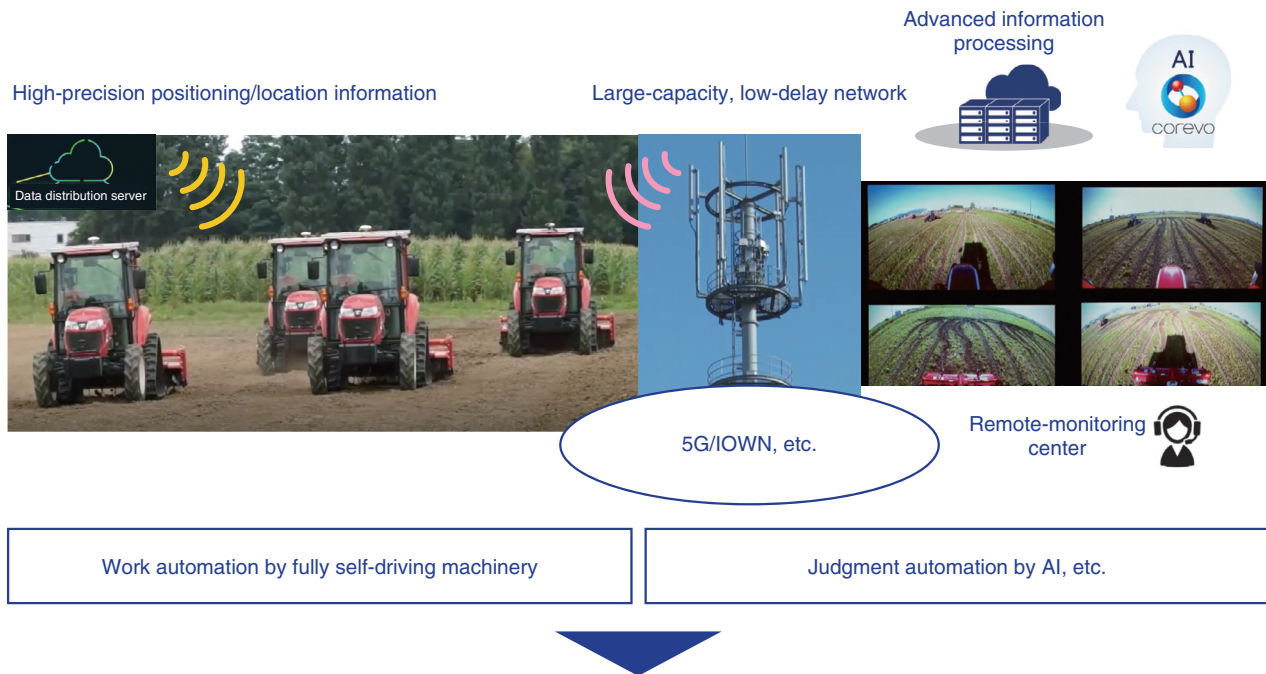 Advanced information
processing
AI
corevo
High-precision positioning/location information
Large-capacity, low-delay network
Data distribution server
Remote-monitoring
center
5G/IOWN, etc.
Work automation by fully self-driving machinery
Judgment automation by AI, etc.